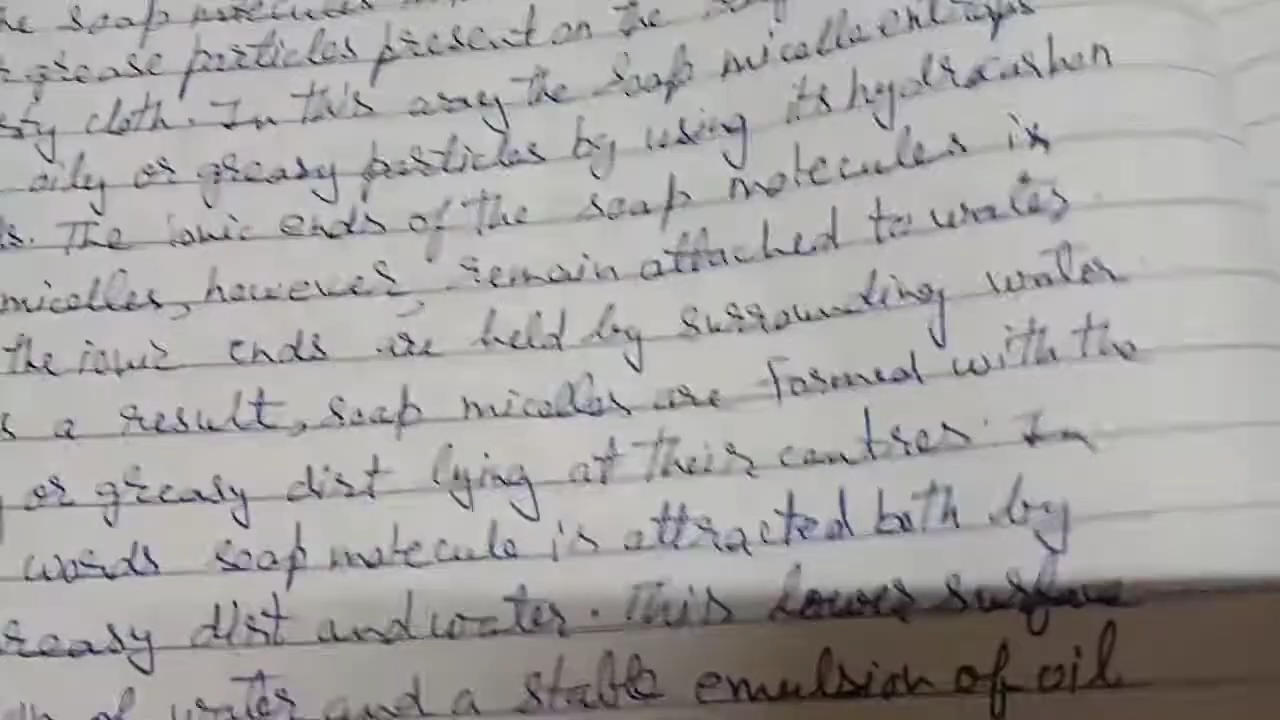 he soap molecules
grease particles present on the
ty cloth. In this way the soap micelle entraps
oily or greasy particles by using its hydrocarbon
ls. The ionic ends of the soap molecules in
micelles, however, remain attached to water
the ionic ends are held by surrounding water
s a result, soap micelles are formed with the
or greasy dirt lying at their centres. In
words soap molecule is attracted both by
reasy dirt and water. This lowers surface
of water and a stable emulsion of oil